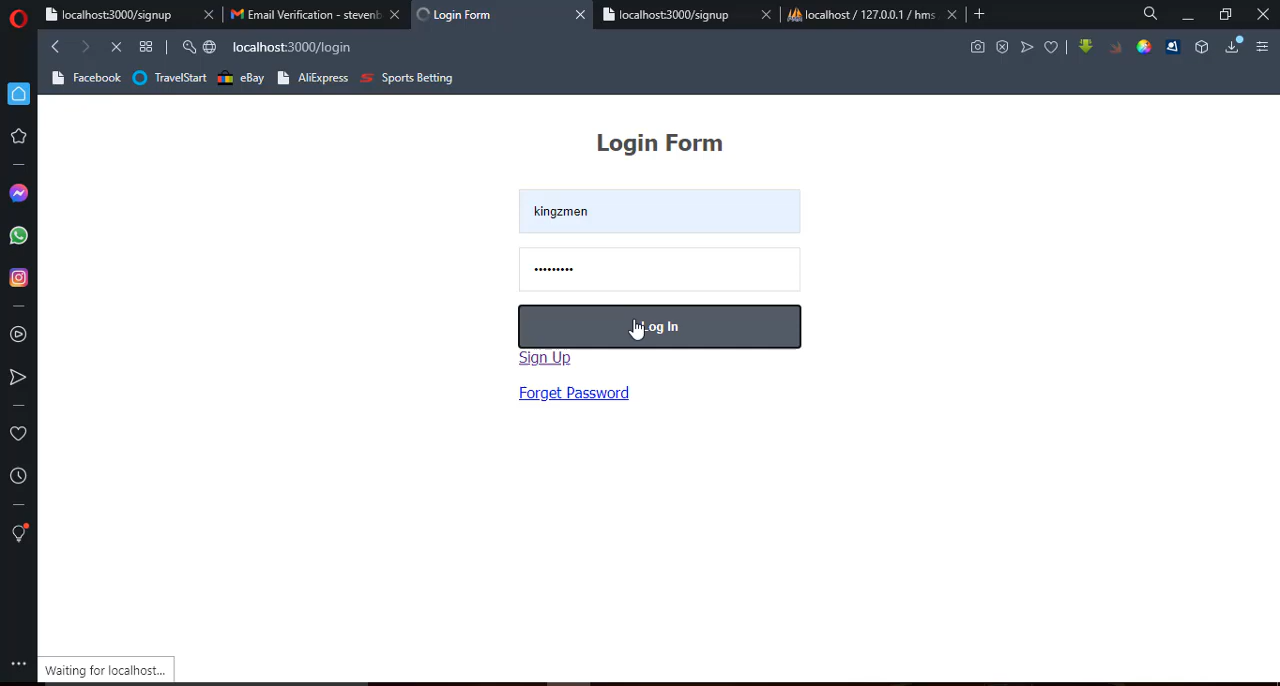 localhost:3000/signup
Email Verification - stevenb
Login Form
localhost:3000/signup
localhost / 127.0.0.1 / hms
localhost:3000/login
Facebook
TravelStart
eBay
AliExpress
Sports Betting
Login Form
kingzmen
•••••••••
Log In
Sign Up
Forget Password
Waiting for localhost...